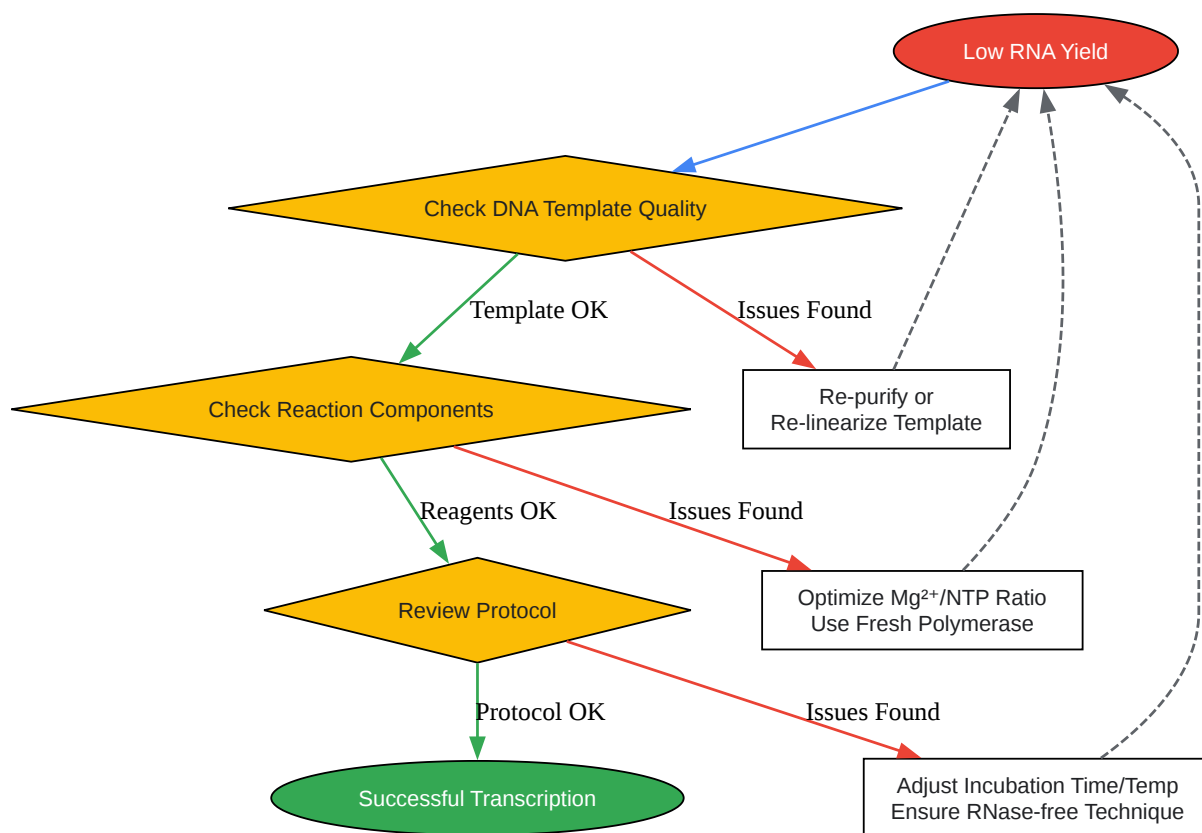 Low RNA Yield
Check DNA Template Quality
Template OK
Issues Found
Re-purify or
Re-linearize Template
Check Reaction Components
Reagents OK
Issues Found
Optimize Mg²⁺/NTP Ratio
Use Fresh Polymerase
Review Protocol
Protocol OK
Issues Found
Adjust Incubation Time/Temp
Ensure RNase-free Technique
Successful Transcription